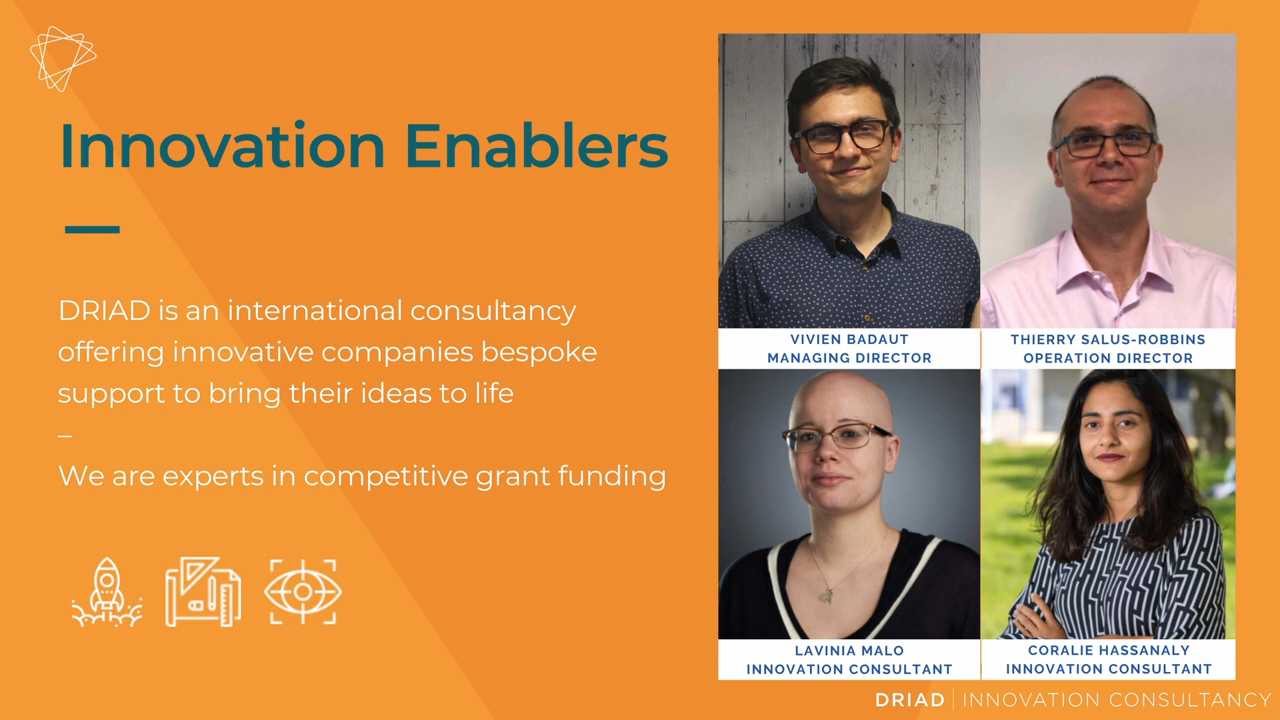 Innovation Enablers
DRIAD is an international consultancy
offering innovative companies bespoke
support to bring their ideas to life
–
We are experts in competitive grant funding
VIVIEN BADAUT
MANAGING DIRECTOR
THIERRY SALUS-ROBBINS
OPERATION DIRECTOR
LAVINIA MALO
INNOVATION CONSULTANT
CORALIE HASSANALY
INNOVATION CONSULTANT
DRIAD | INNOVATION CONSULTANCY